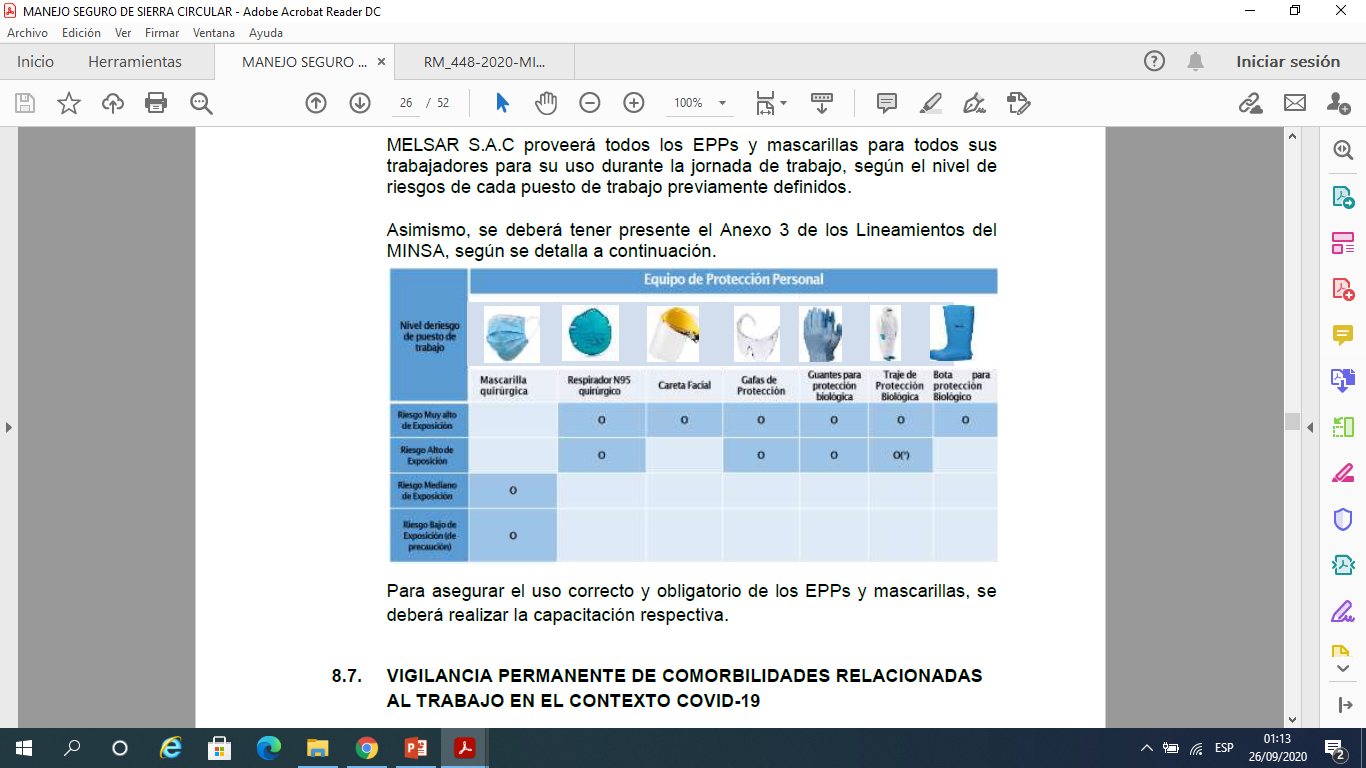 MANEJO SEGURO DE SIERRA CIRCULAR - Adobe Acrobat Reader DC
Archivo Edición Ver Firmar Ventana Ayuda
Inicio Herramientas MANEJO SEGURO ... × RM_448-2020-MI... Iniciar sesión
26 / 52 100%
MELSAR S.A.C proveerá todos los EPPs y mascarillas para todos sus
trabajadores para su uso durante la jornada de trabajo, según el nivel de
riesgos de cada puesto de trabajo previamente definidos.
Asimismo, se deberá tener presente el Anexo 3 de los Lineamientos del
MINSA, según se detalla a continuación.
Equipo de Protección Personal
Nivel deriesgo
de puesto de
trabajo
Mascarilla
quirúrgica
Respirador N95
quirúrgico
Careta Facial
Gafas de
Protección
Guantes para
protección
biológica
Traje de
Protección
Biológica
Bota para
protección
Biológico
Riesgo Muy alto
de Exposición
O O O O O O
Riesgo Alto de
Exposición
O O O O(*)
Riesgo Mediano
de Exposición
O
Riesgo Bajo de
Exposición (de
precaución)
O
Para asegurar el uso correcto y obligatorio de los EPPs y mascarillas, se
deberá realizar la capacitación respectiva.
8.7. VIGILANCIA PERMANENTE DE COMORBILIDADES RELACIONADAS
AL TRABAJO EN EL CONTEXTO COVID-19
ESP
01:13
26/09/2020
2